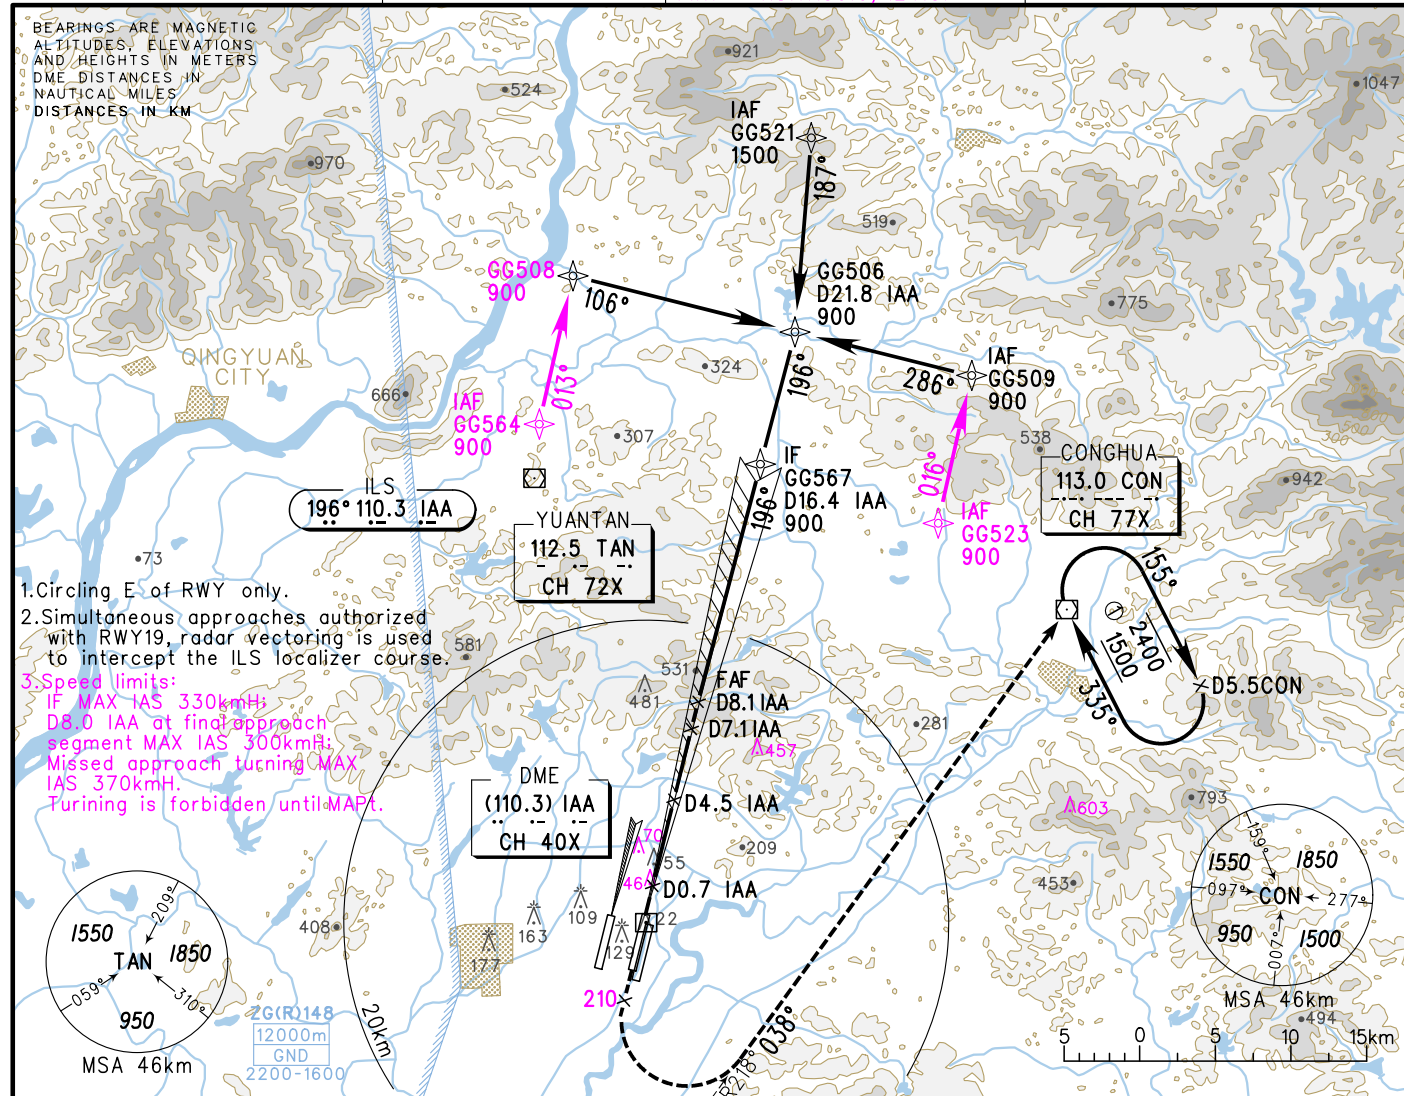 BEARINGS ARE MAGNETIC
ALTITUDES, ELEVATIONS
AND HEIGHTS IN METERS
DME DISTANCES IN
NAUTICAL MILES
DISTANCES IN KM
921
1047
524
970
519
775
IAF
GG521
1500
187°
GG508
900
106°
GG506
D21.8 IAA
900
QINGYUAN
CITY
666
324
307
IAF
GG564
900
013°
196°
286°
IAF
GG509
900
538
942
300
500
016°
IAF
GG523
900
IF
GG567
D16.4 IAA
900
196°
ILS
196° 110.3 IAA
YUANTAN
112.5 TAN
CH 72X
CONGHUA
113.0 CON
CH 77X
73
1.Circling E of RWY only.
2.Simultaneous approaches authorized
with RWY19, radar vectoring is used
to intercept the ILS localizer course.
3.Speed limits:
IF MAX IAS 330kmH;
D8.0 IAA at final approach
segment MAX IAS 300kmH;
Missed approach turning MAX
IAS 370kmH.
Turining is forbidden until MAPt.
581
531
481
FAF
D8.1 IAA
D7.1 IAA
457
281
155°
1
2400
1500
335°
D5.5CON
DME
(110.3) IAA
CH 40X
D4.5 IAA
70
55
46
D0.7 IAA
209
603
793
453
408
177
163
109
129
22
210
20km
038°
R218°
1550
209°
TAN
1850
059°
310°
950
MSA 46km
ZG(R)148
12000m
GND
2200-1600
159°
1550
1850
097°
CON
277°
950
007°
1500
MSA 46km
494
5 0 5 10 15km